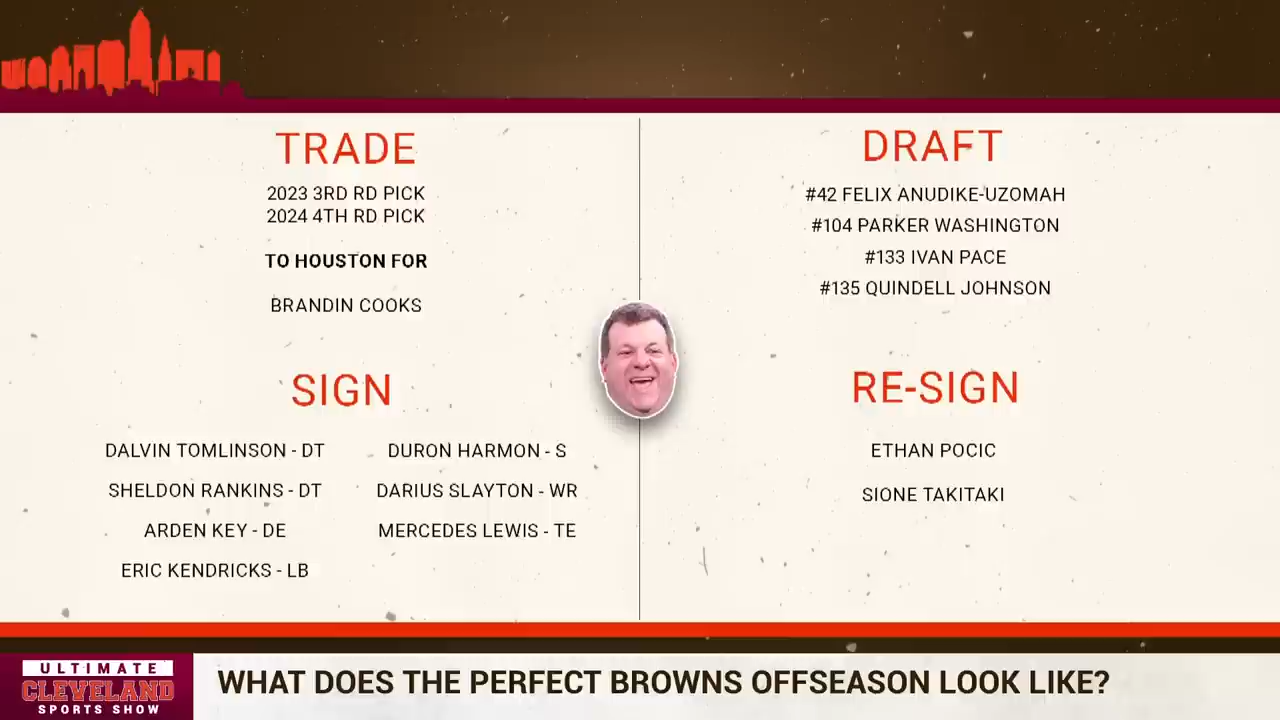 TRADE
2023 3RD RD PICK
2024 4TH RD PICK
TO HOUSTON FOR
BRANDIN COOKS
SIGN
DALVIN TOMLINSON - DT
SHELDON RANKINS - DT
ARDEN KEY - DE
ERIC KENDRICKS - LB
DURON HARMON - S
DARIUS SLAYTON - WR
MERCEDES LEWIS - TE
DRAFT
#42 FELIX ANUDIKE-UZOMAH
#104 PARKER WASHINGTON
#133 IVAN PACE
#135 QUINDELL JOHNSON
RE-SIGN
ETHAN POCIC
SIONE TAKITAKI
ULTIMATE
CLEVELAND
SPORTS SHOW
WHAT DOES THE PERFECT BROWNS OFFSEASON LOOK LIKE?